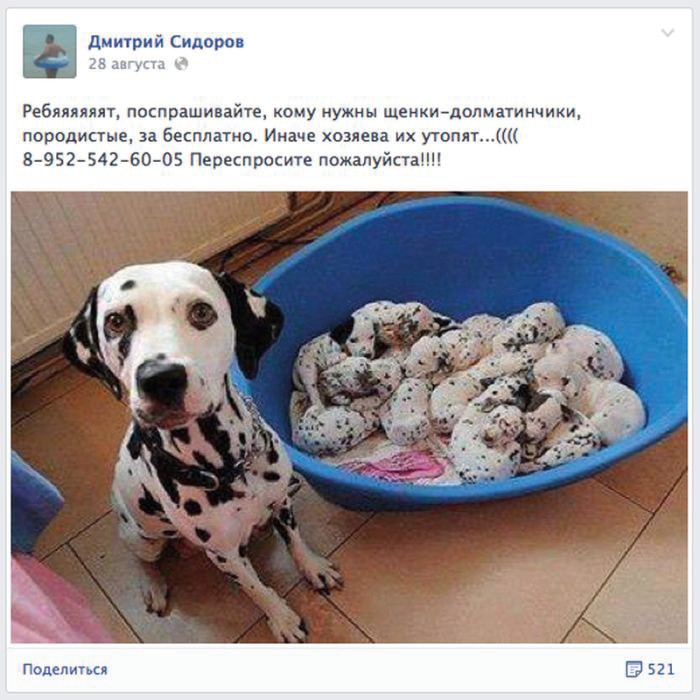 Дмитрий Сидоров
28 августа
Ребяяяяяят, поспрашивайте, кому нужны щенки-долматинчики,
породистые, за бесплатно. Иначе хозяева их утопят...((((
8-952-542-60-05 Переспросите пожалуйста!!!!
Поделиться 521